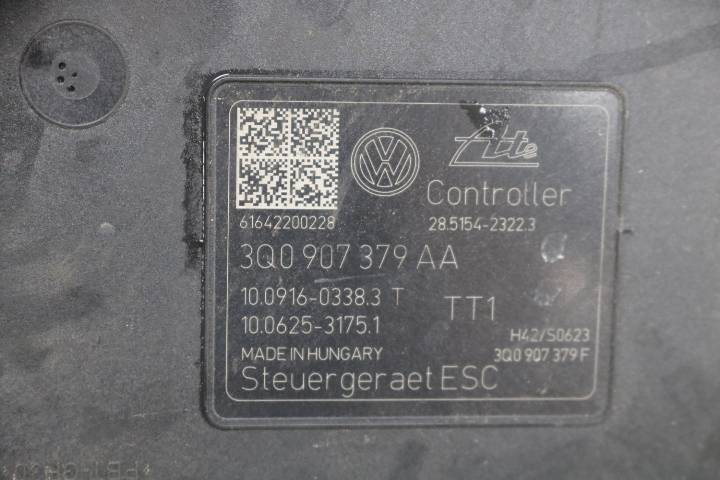 Ate
Controller
61642200228
28.5154-2322.3
3Q0 907 379 AA
10.0916-0338.3 T
TT1
10.0625-3175.1
H42/S0623
MADE IN HUNGARY
3Q0 907 379 F
Steuergeraet ESC